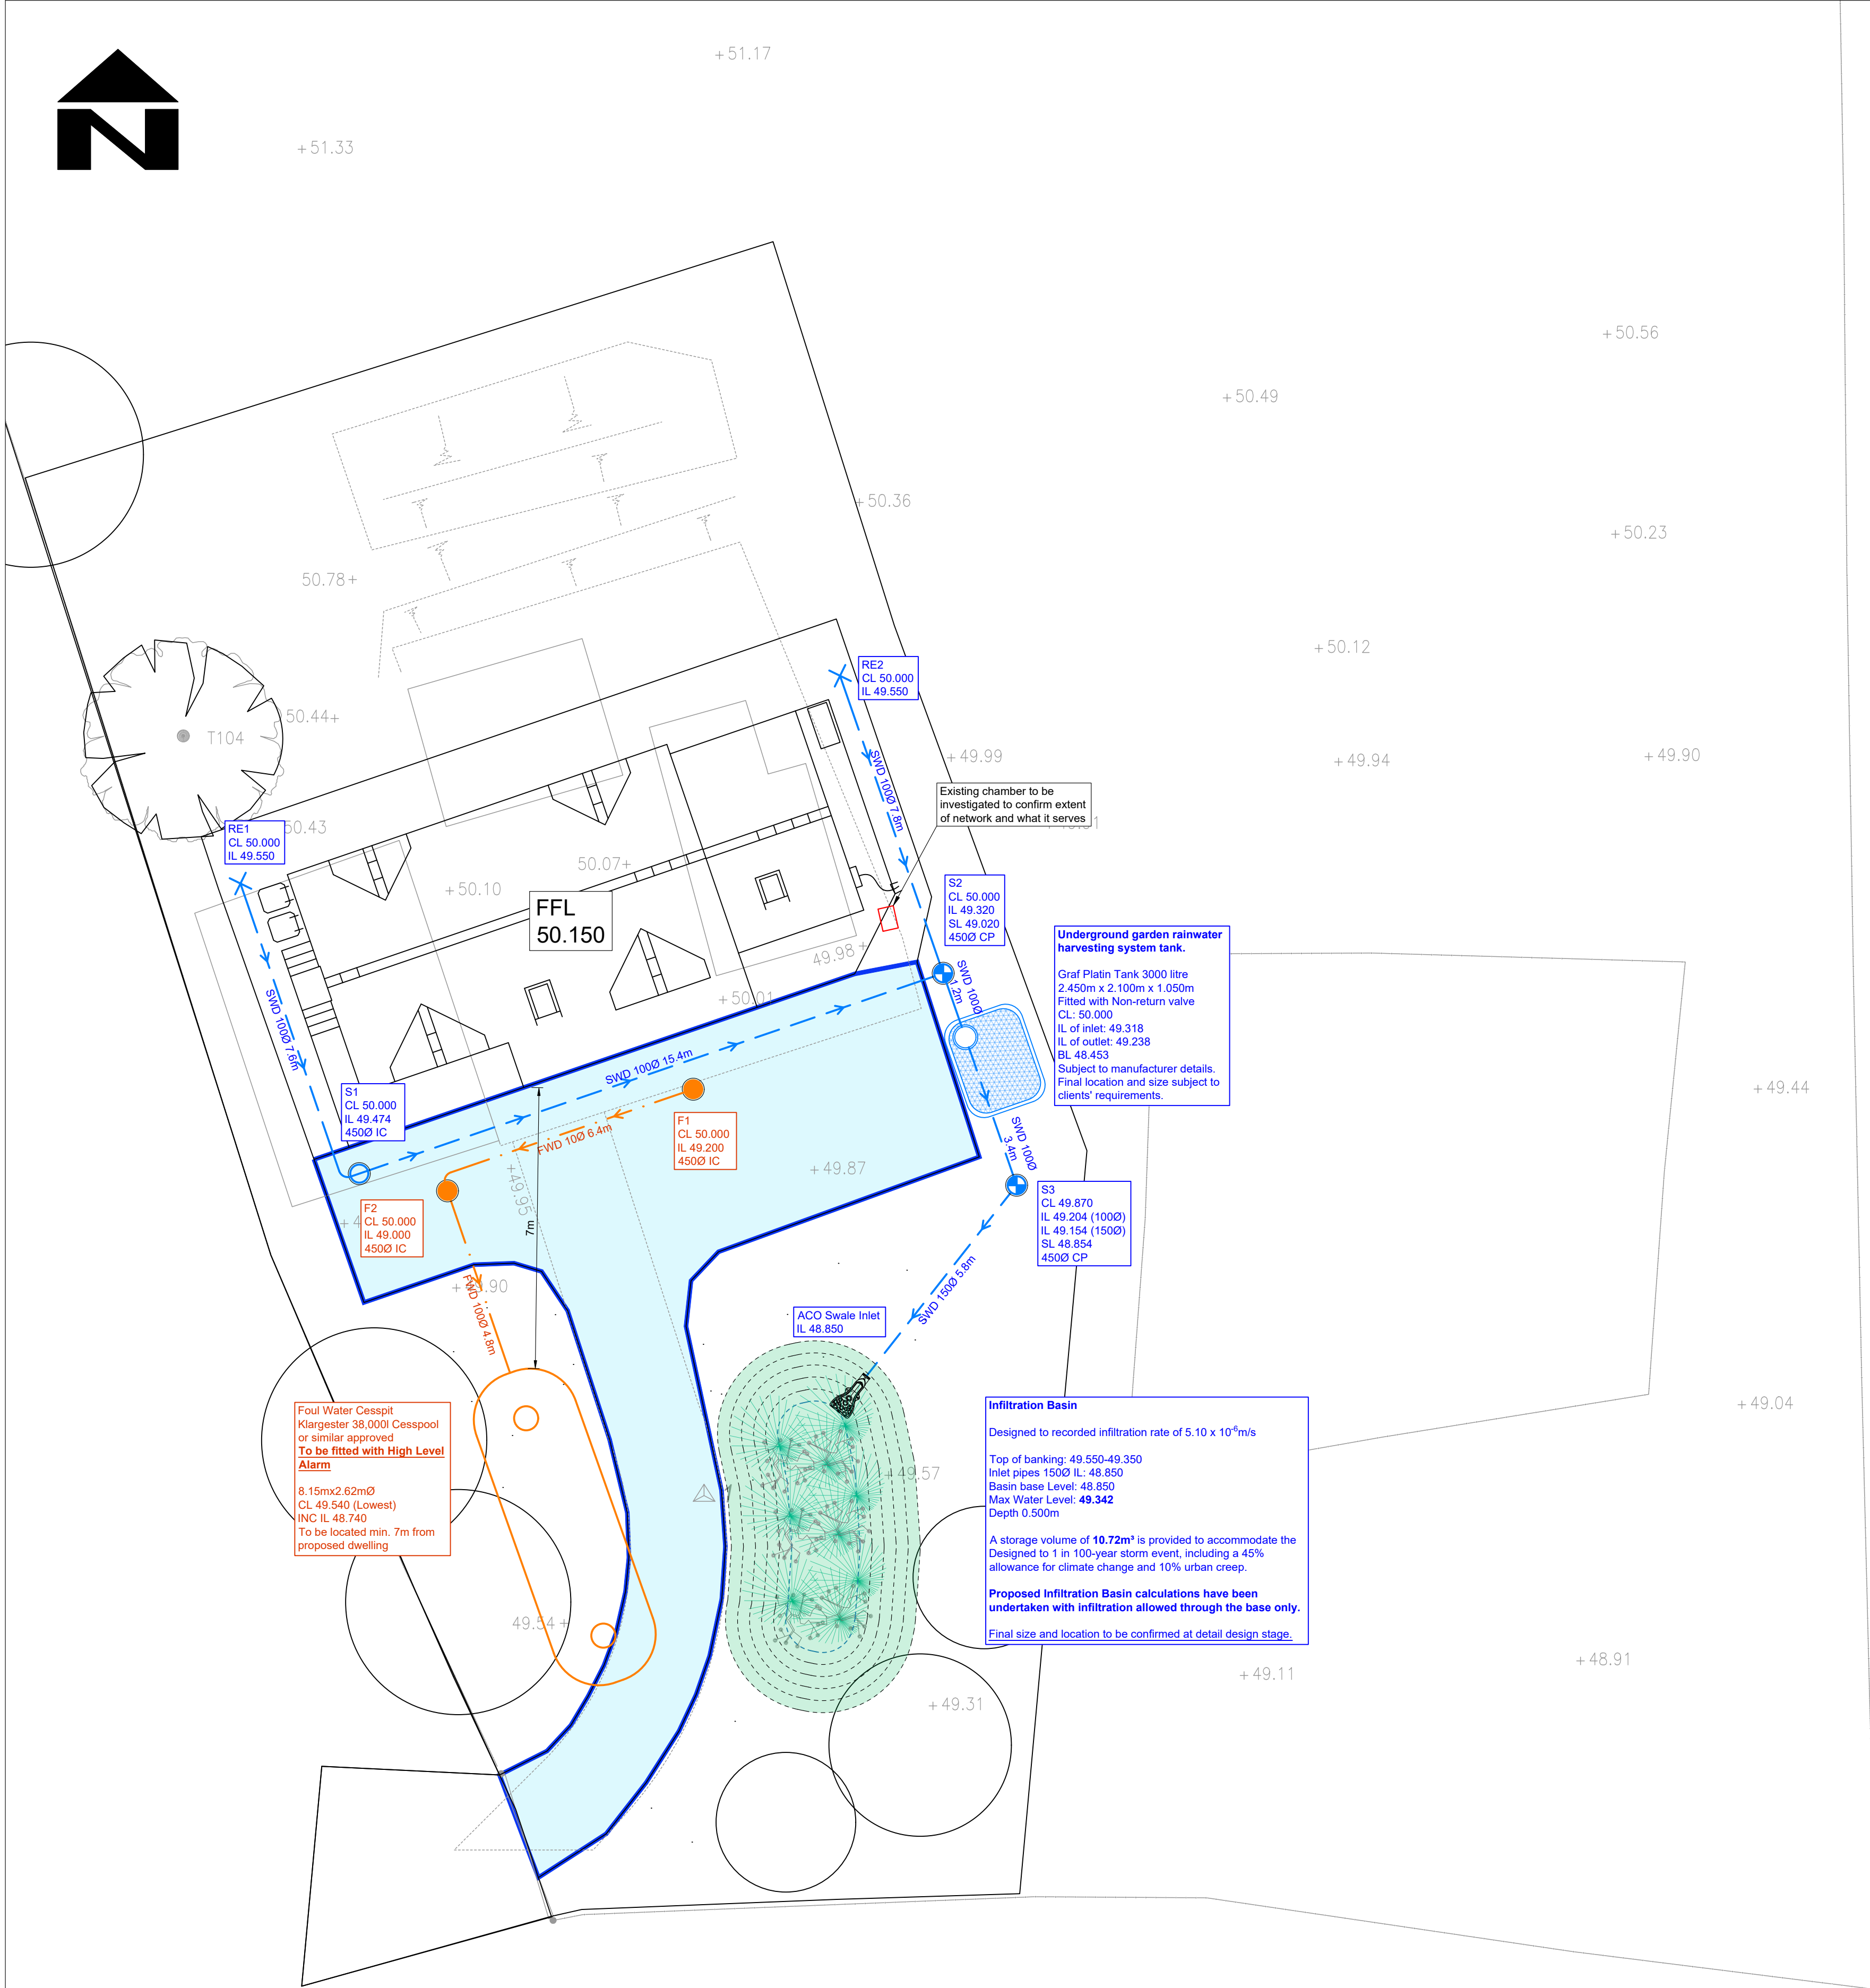 +51.17
N
+51.33
+50.56
+50.49
+50.36
+50.23
50.78+
+50.12
RE2
CL 50.000
IL 49.550
50.44+
T104
+49.99
+49.94
+49.90
SWD 100Ø 7.8m
Existing chamber to be
investigated to confirm extent
of network and what it serves
RE1
CL 50.000
IL 49.550
50.43
50.07+
+50.10
FFL
50.150
S2
CL 50.000
IL 49.320
SL 49.020
450Ø CP
49.98+
+50.01
SWD 100Ø
1.2m
Underground garden rainwater
harvesting system tank.
Graf Platin Tank 3000 litre
2.450m x 2.100m x 1.050m
Fitted with Non-return valve
CL: 50.000
IL of inlet: 49.318
IL of outlet: 49.238
BL 48.453
Subject to manufacturer details.
Final location and size subject to
clients' requirements.
SWD 100Ø 7.6m
SWD 100Ø 15.4m
S1
CL 50.000
IL 49.474
450Ø IC
+49.44
F1
CL 50.000
IL 49.200
450Ø IC
FWD 10Ø 6.4m
SWD 100Ø
3.4m
+49.87
+49.95
S3
CL 49.870
IL 49.204 (100Ø)
IL 49.154 (150Ø)
SL 48.854
450Ø CP
F2
CL 50.000
IL 49.000
450Ø IC
7m
FWD 100Ø 4.8m
SWD 150Ø 5.8m
ACO Swale Inlet
IL 48.850
Foul Water Cesspit
Klargester 38,000l Cesspool
or similar approved
To be fitted with High Level
Alarm
8.15mx2.62mØ
CL 49.540 (Lowest)
INC IL 48.740
To be located min. 7m from
proposed dwelling
+49.04
+49.57
Infiltration Basin
Designed to recorded infiltration rate of 5.10 x 10⁻⁶m/s
Top of banking: 49.550-49.350
Inlet pipes 150Ø IL: 48.850
Basin base Level: 48.850
Max Water Level: 49.342
Depth 0.500m
A storage volume of 10.72m³ is provided to accommodate the
Designed to 1 in 100-year storm event, including a 45%
allowance for climate change and 10% urban creep.
Proposed Infiltration Basin calculations have been
undertaken with infiltration allowed through the base only.
Final size and location to be confirmed at detail design stage.
49.54+
+49.11
+48.91
+49.31